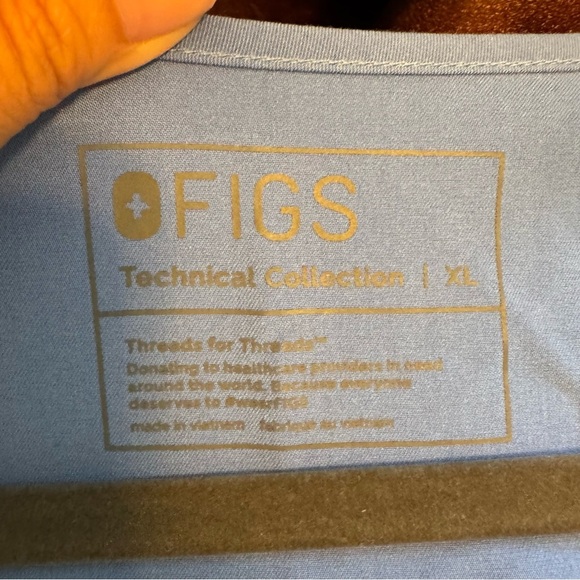 FIGS
Technical Collection | XL
Threads for Threads™
Donating to healthcare providers in need
around the world. Because everyone
deserves to #wearFIGS
made in vietnam fabriqué au vietnam